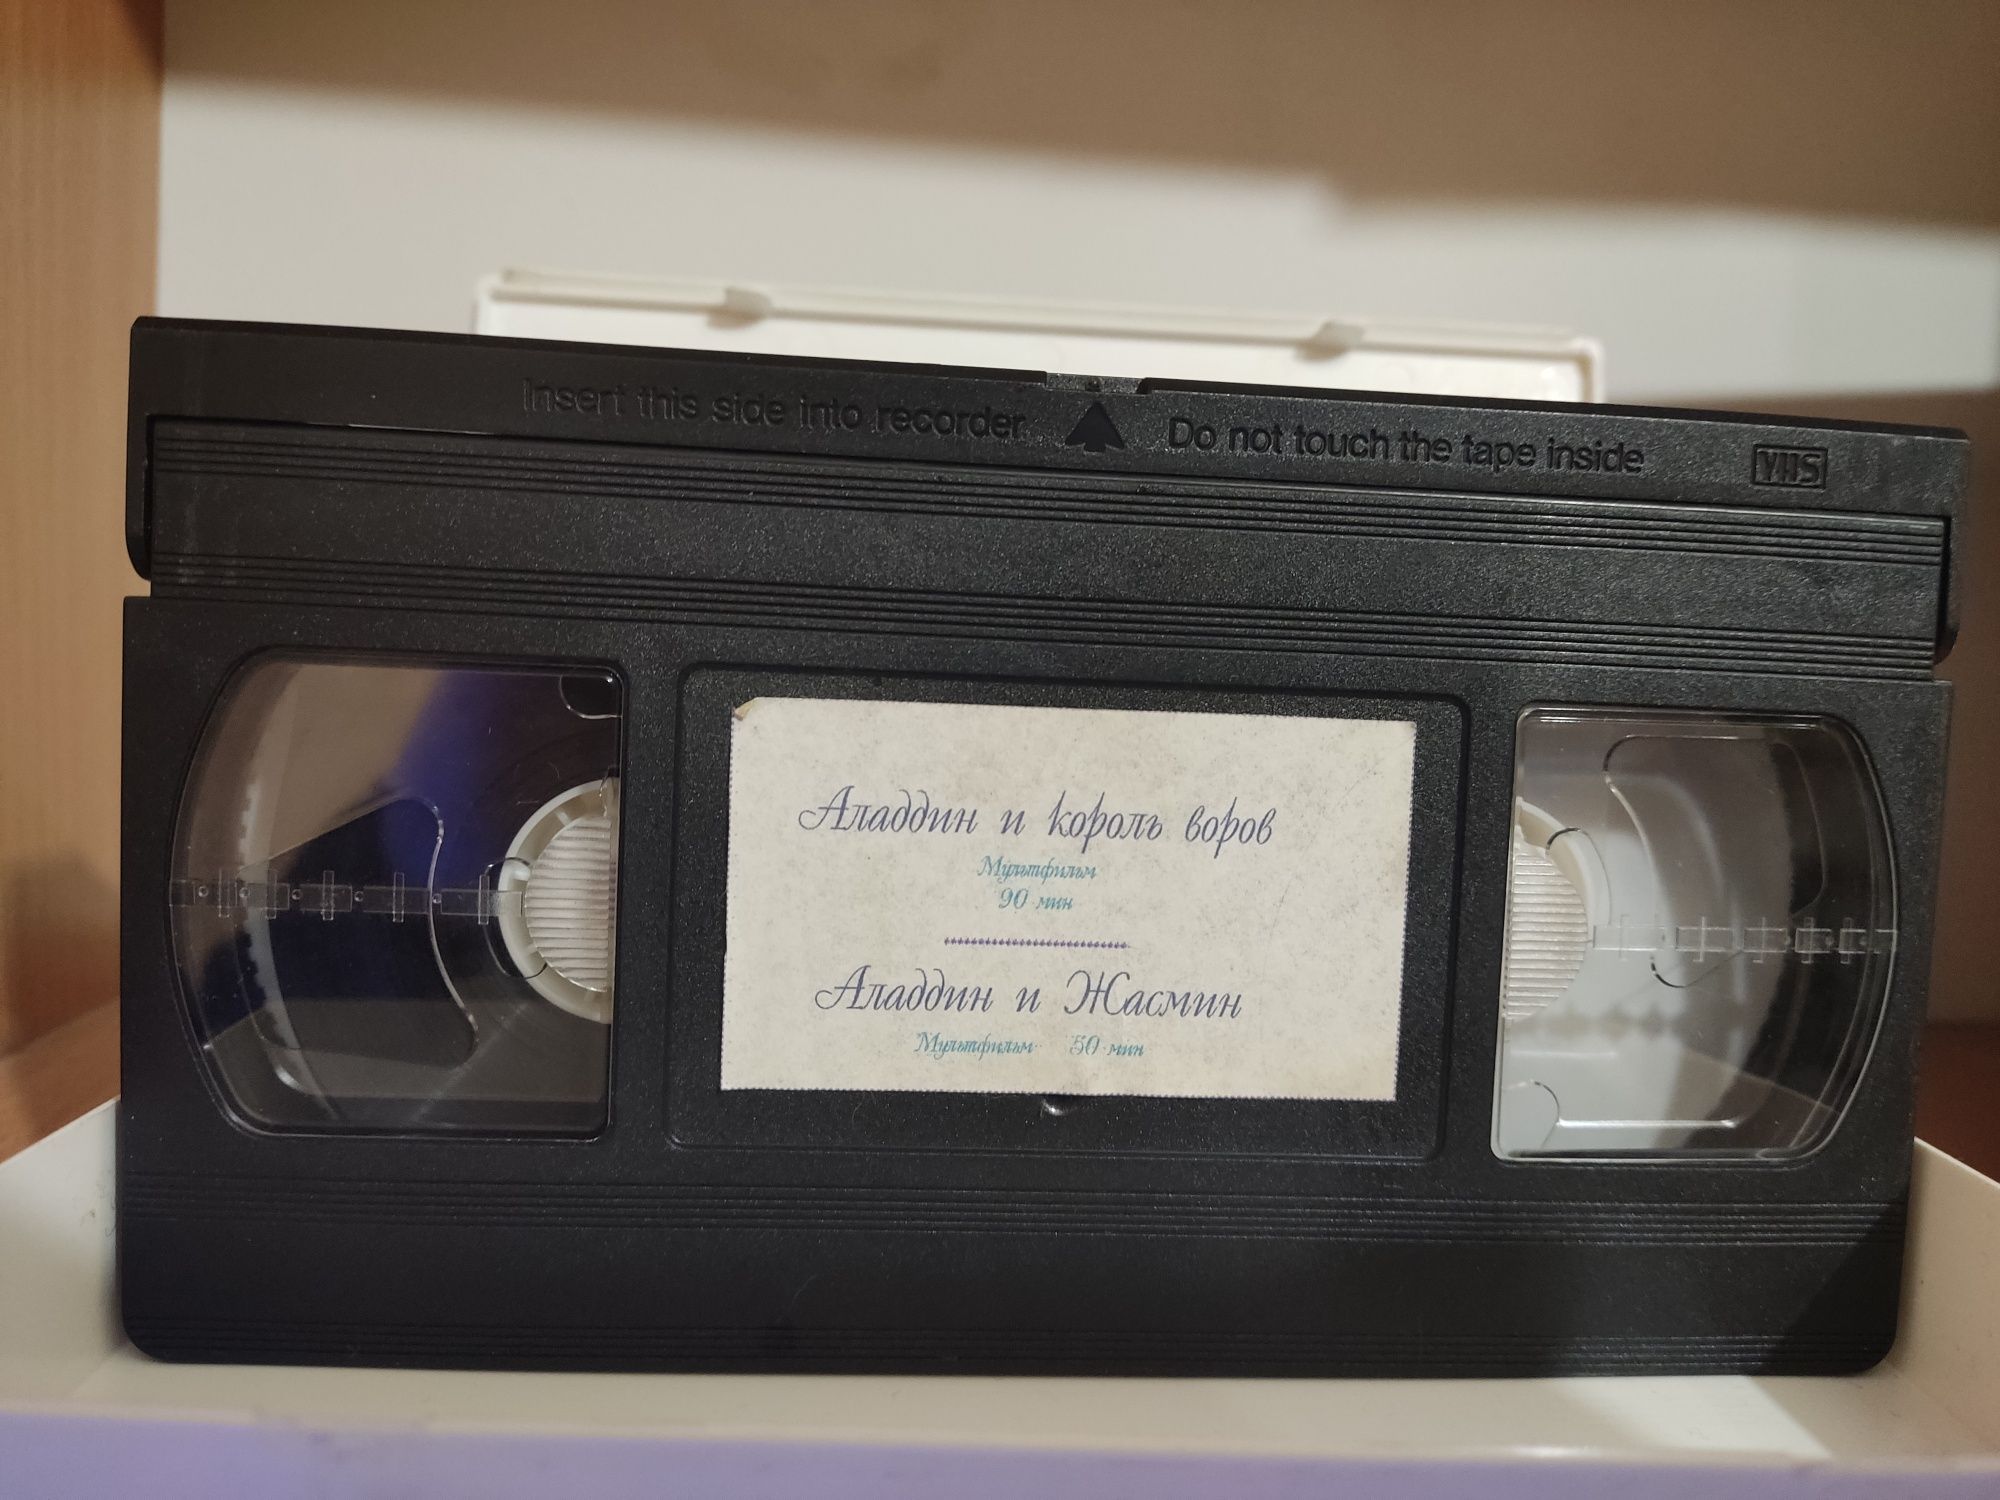 Insert this side into recorder Do not touch the tape inside VHS
Аладдин и король воров
Мультфильм
90 мин
Аладдин и Жасмин
Мультфильм 50 мин